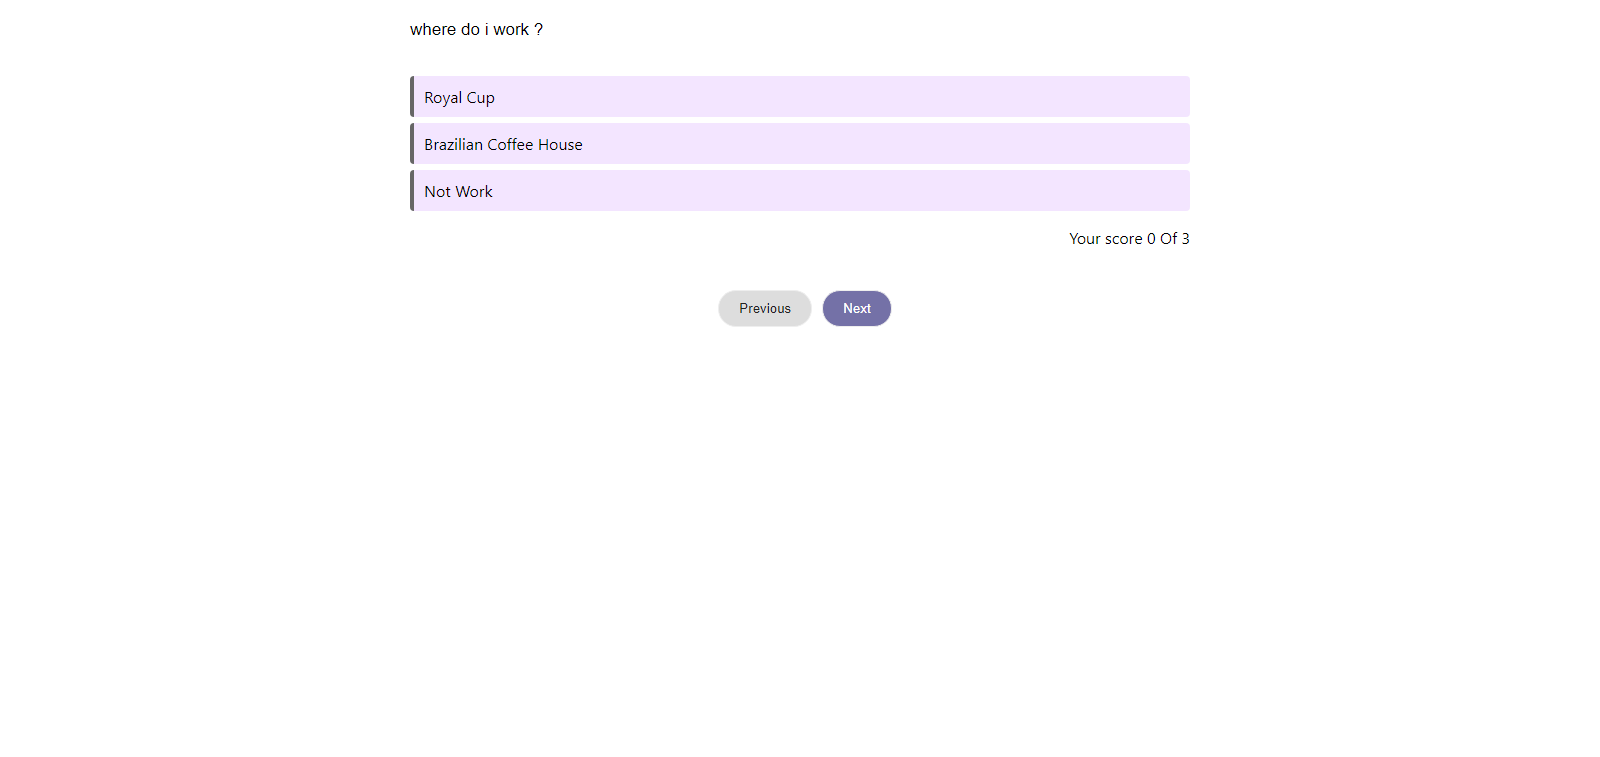 where do i work ?
Royal Cup
Brazilian Coffee House
Not Work
Your score 0 Of 3
Previous
Next